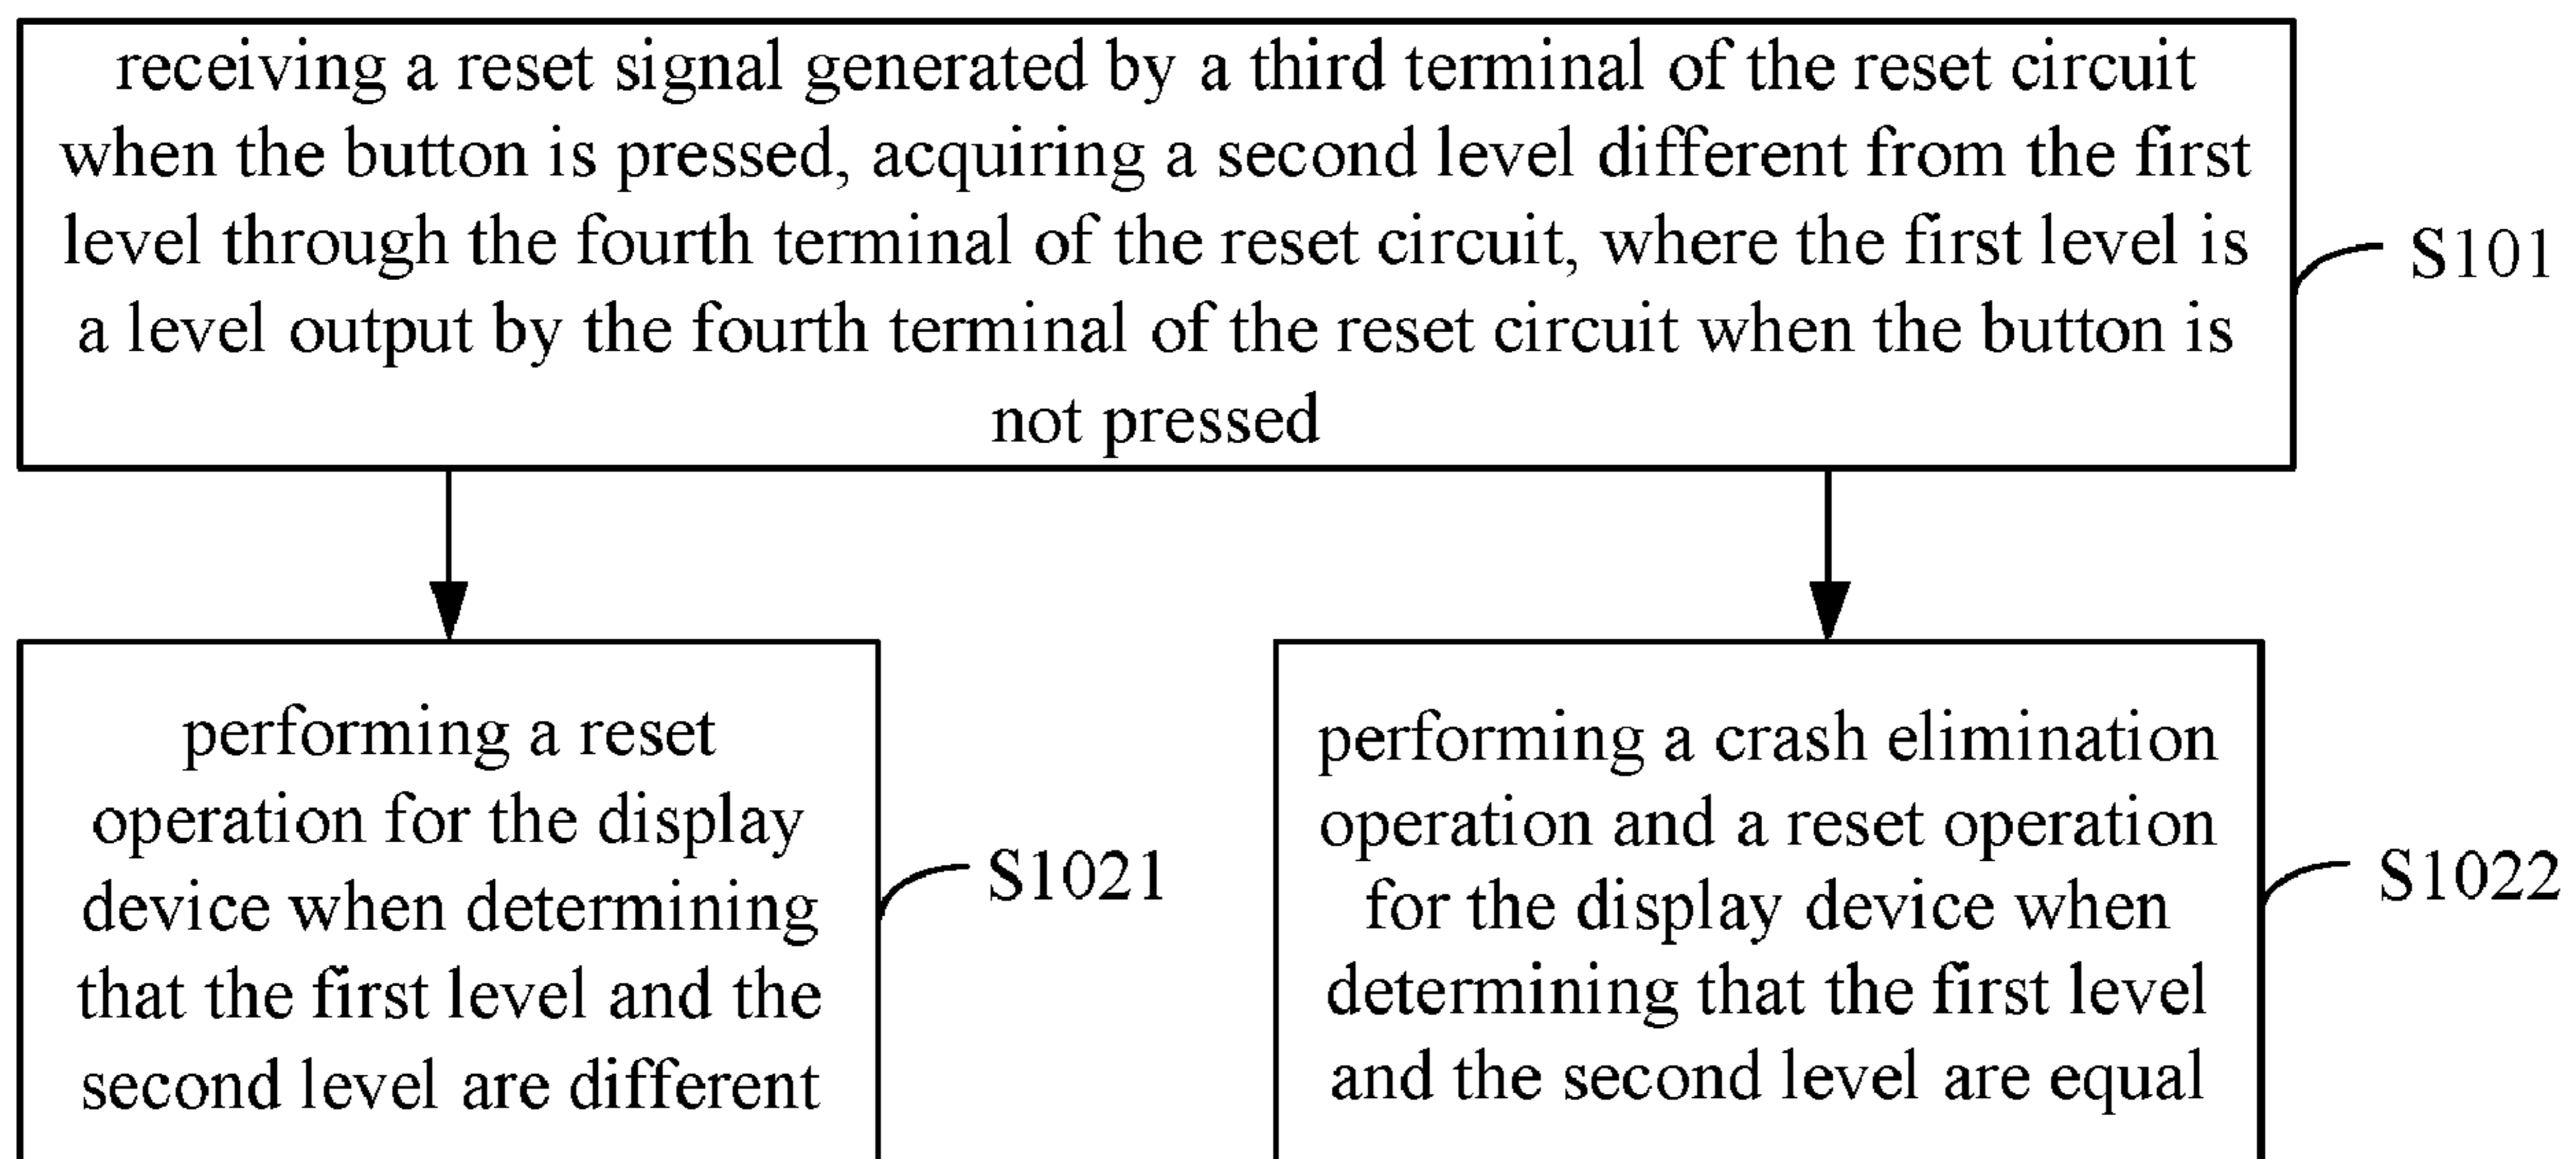 receiving a reset signal generated by a third terminal of the reset circuit
when the button is pressed, acquiring a second level different from the first
level through the fourth terminal of the reset circuit, where the first level is
a level output by the fourth terminal of the reset circuit when the button is
not pressed
S101
performing a reset
operation for the display
device when determining
that the first level and the
second level are different
S1021
performing a crash elimination
operation and a reset operation
for the display device when
determining that the first level
and the second level are equal
S1022